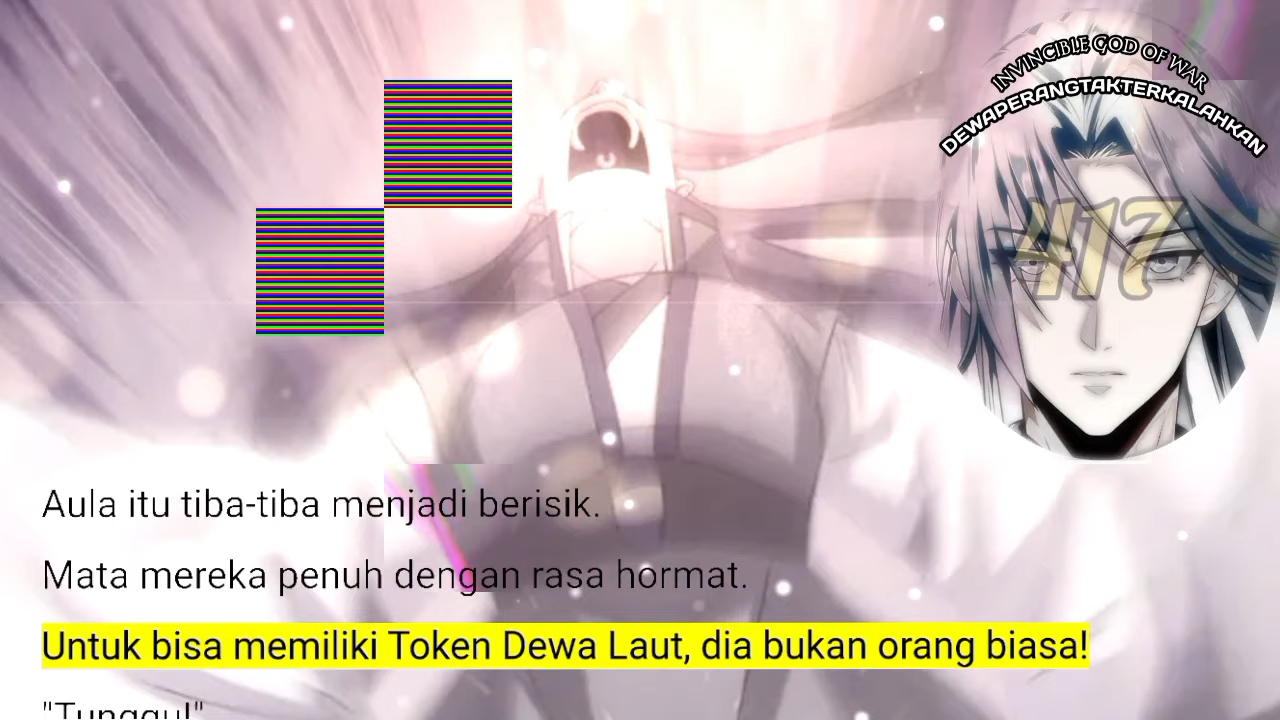 INVINCIBLE GOD OF WAR
DEWAPERANGTAKTERKALAHKAN
417
Aula itu tiba-tiba menjadi berisik.
Mata mereka penuh dengan rasa hormat.
Untuk bisa memiliki Token Dewa Laut, dia bukan orang biasa!
"Tunggu!"